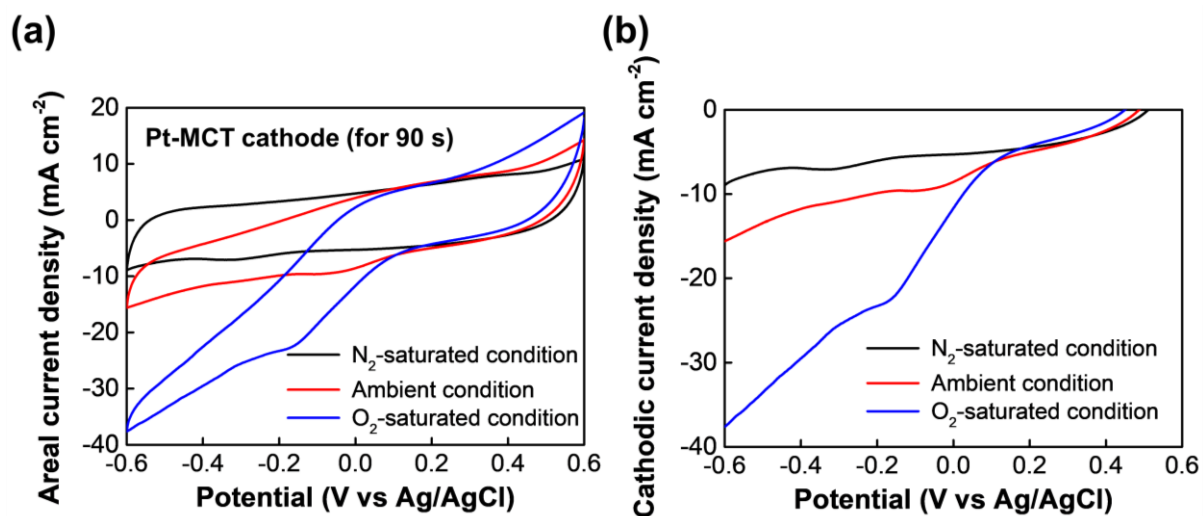 (a)
Areal current density (mA cm-2)
20
10
0
-10
-20
-30
-40
Pt-MCT cathode (for 90 s)
N2-saturated condition
Ambient condition
O2-saturated condition
-0.6 -0.4 -0.2 0.0 0.2 0.4 0.6
Potential (V vs Ag/AgCl)
(b)
Cathodic current density (mA cm-2)
0
-10
-20
-30
-40
N2-saturated condition
Ambient condition
O2-saturated condition
-0.6 -0.4 -0.2 0.0 0.2 0.4 0.6
Potential (V vs Ag/AgCl)